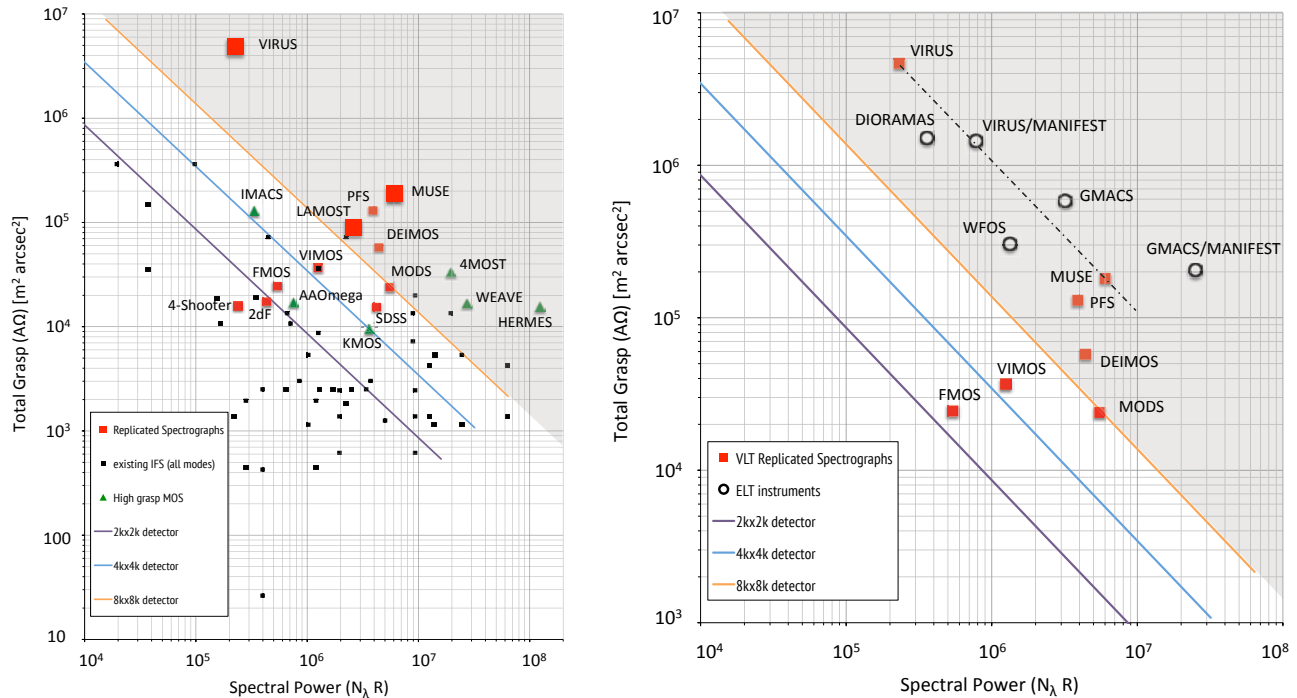 10⁷
10⁶
10⁵
10⁴
10³
100
10
Total Grasp (AΩ) [m² arcsec²]
VIRUS
IMACS
PFS
MUSE
LAMOST
DEIMOS
VIMOS
4MOST
FMOS
MODS
AAOmega
WEAVE
4-Shooter
2dF
SDSS
HERMES
KMOS
Replicated Spectrographs
existing IFS (all modes)
High grasp MOS
2kx2k detector
4kx4k detector
8kx8k detector
10⁴ 10⁵ 10⁶ 10⁷ 10⁸
Spectral Power (N_λ R)
10⁷
10⁶
10⁵
10⁴
10³
Total Grasp (AΩ) [m² arcsec²]
VIRUS
DIORAMAS
VIRUS/MANIFEST
GMACS
WFOS
GMACS/MANIFEST
MUSE
PFS
DEIMOS
VIMOS
FMOS
MODS
VLT Replicated Spectrographs
ELT instruments
2kx2k detector
4kx4k detector
8kx8k detector
10⁴ 10⁵ 10⁶ 10⁷ 10⁸
Spectral Power (N_λ R)